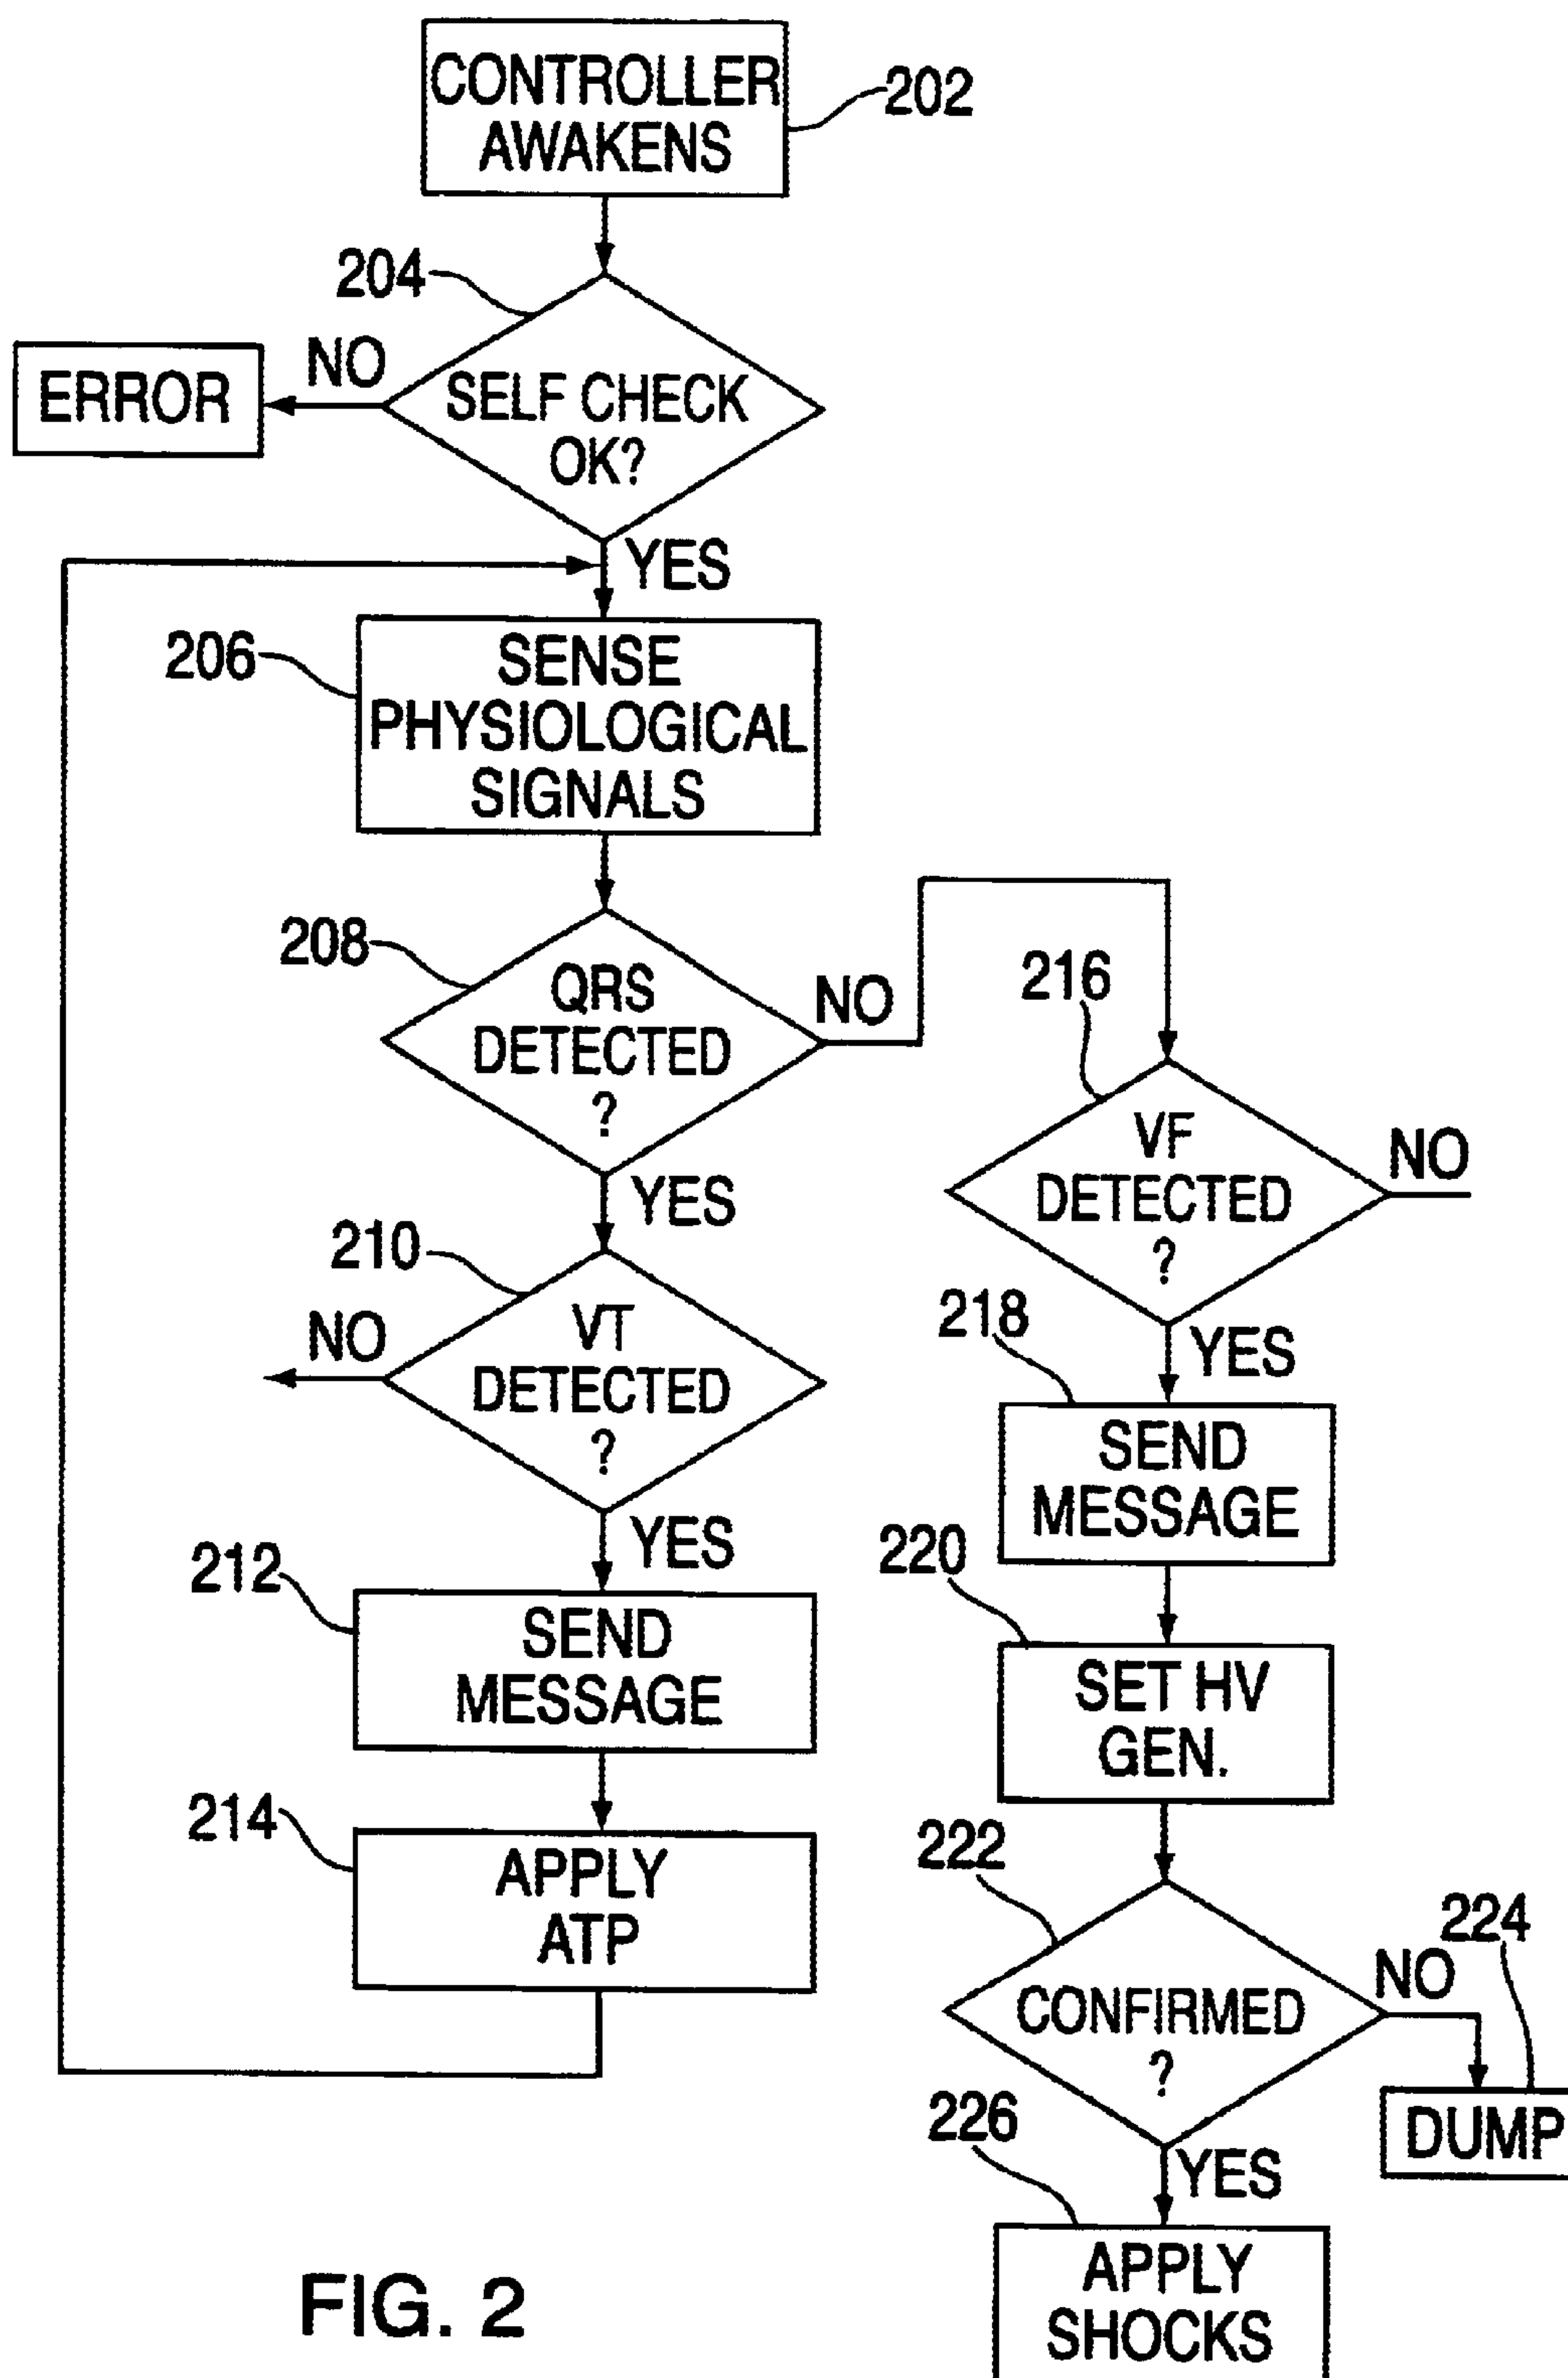 CONTROLLER
AWAKENS
202
204
SELF CHECK
OK?
NO
ERROR
YES
206
SENSE
PHYSIOLOGICAL
SIGNALS
208
QRS
DETECTED
?
NO
YES
210
VT
DETECTED
?
NO
YES
212
SEND
MESSAGE
214
APPLY
ATP
216
VF
DETECTED
?
NO
YES
218
SEND
MESSAGE
220
SET HV
GEN.
222
CONFIRMED
?
NO
224
DUMP
YES
226
APPLY
SHOCKS
FIG. 2